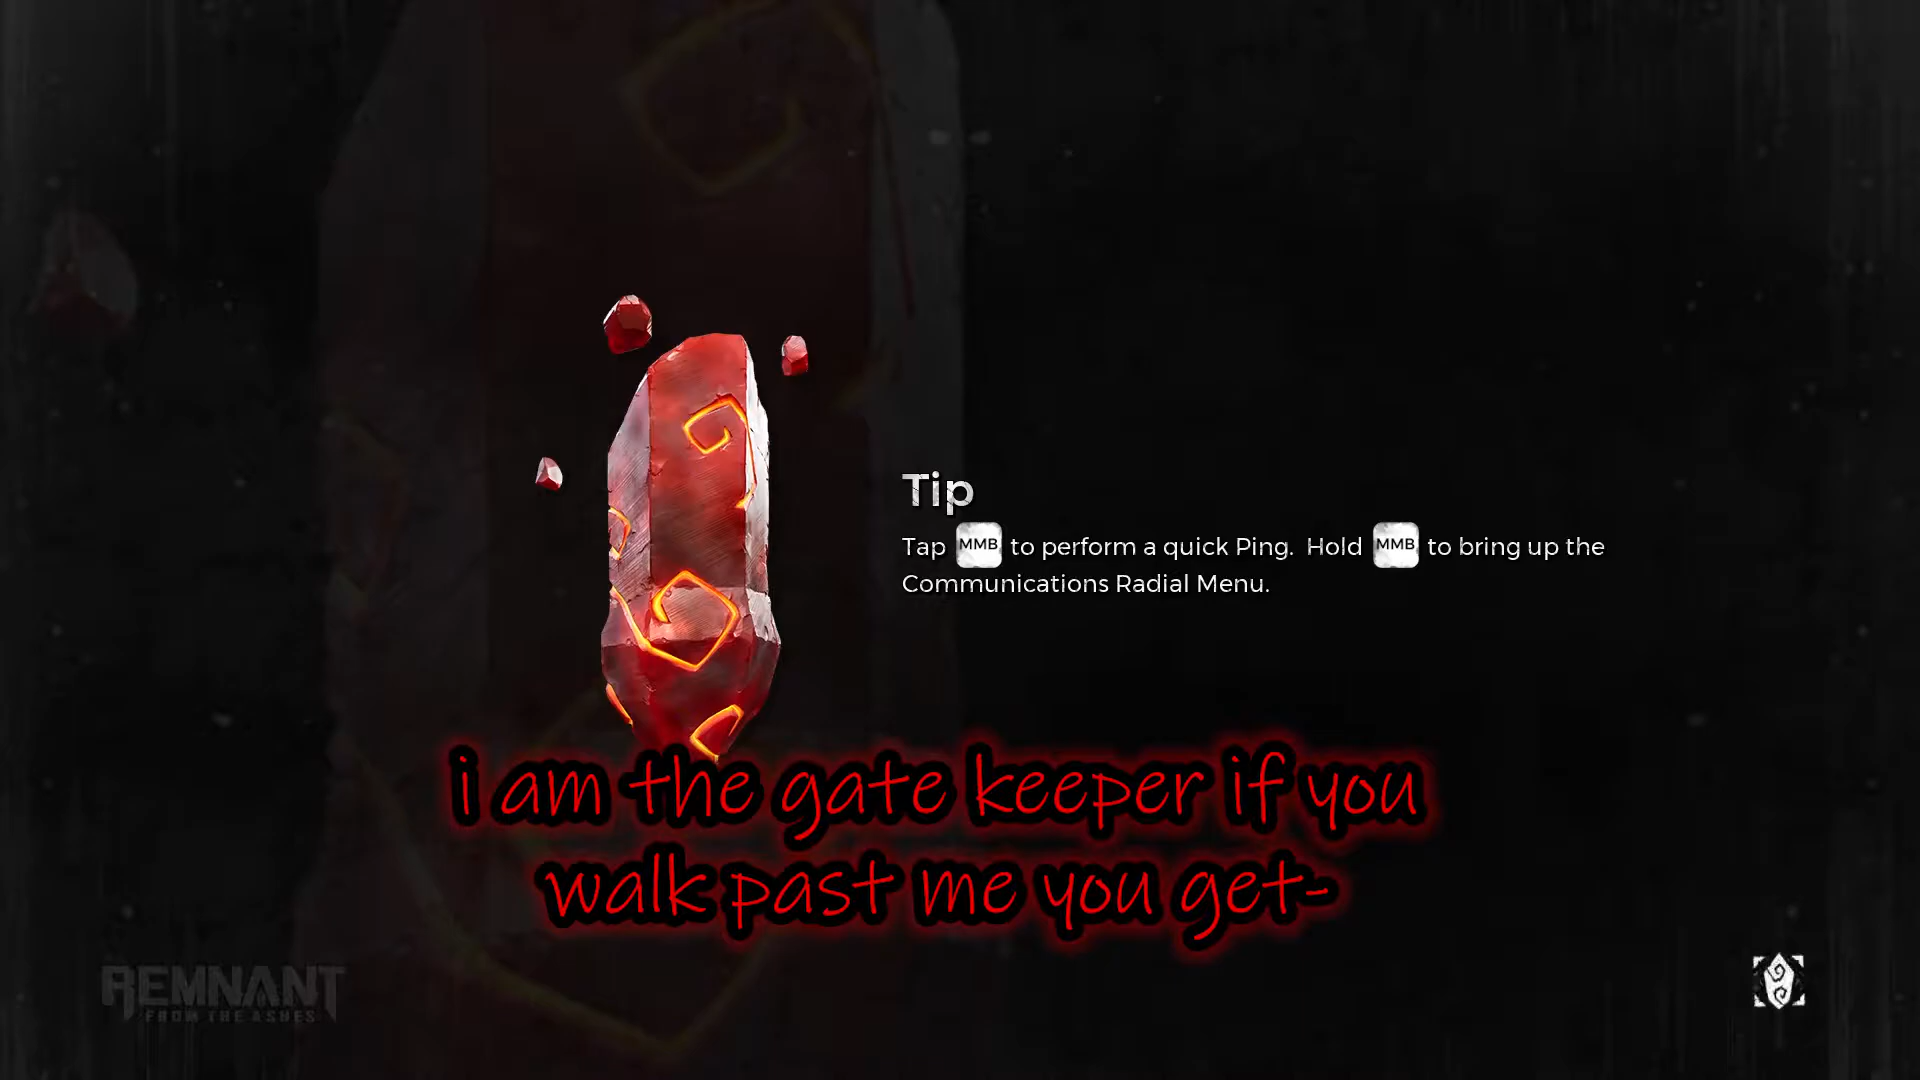 Tip
Tap MMB to perform a quick Ping. Hold MMB to bring up the
Communications Radial Menu.
i am the gate keeper if you
walk past me you get-
REMNANT
FROM THE ASHES